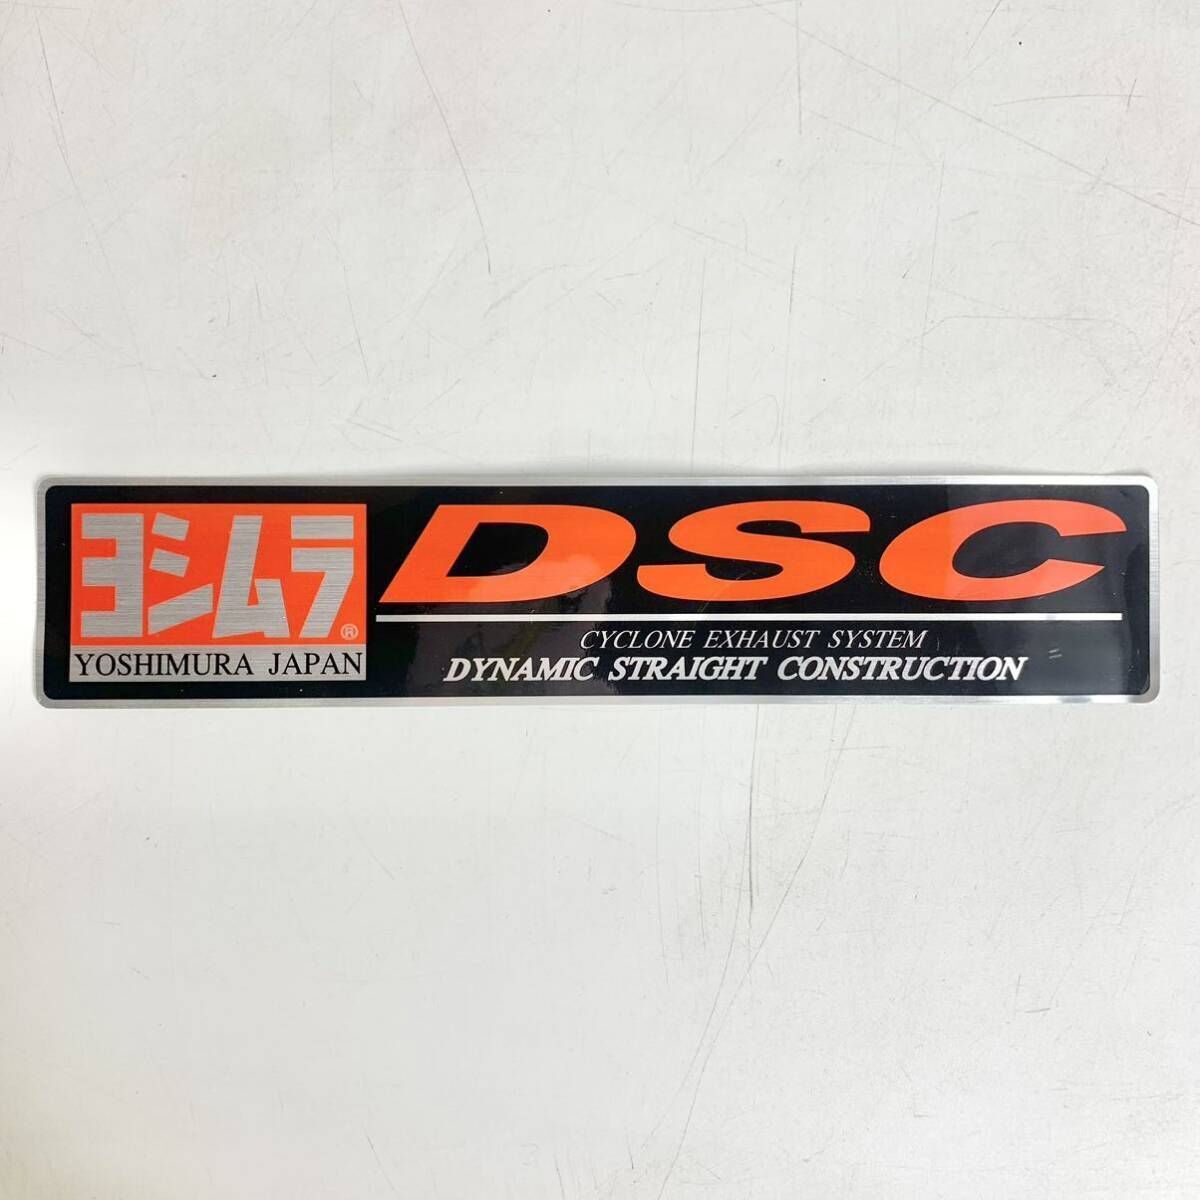 ヨシムラ®
YOSHIMURA JAPAN
DSC
CYCLONE EXHAUST SYSTEM
DYNAMIC STRAIGHT CONSTRUCTION